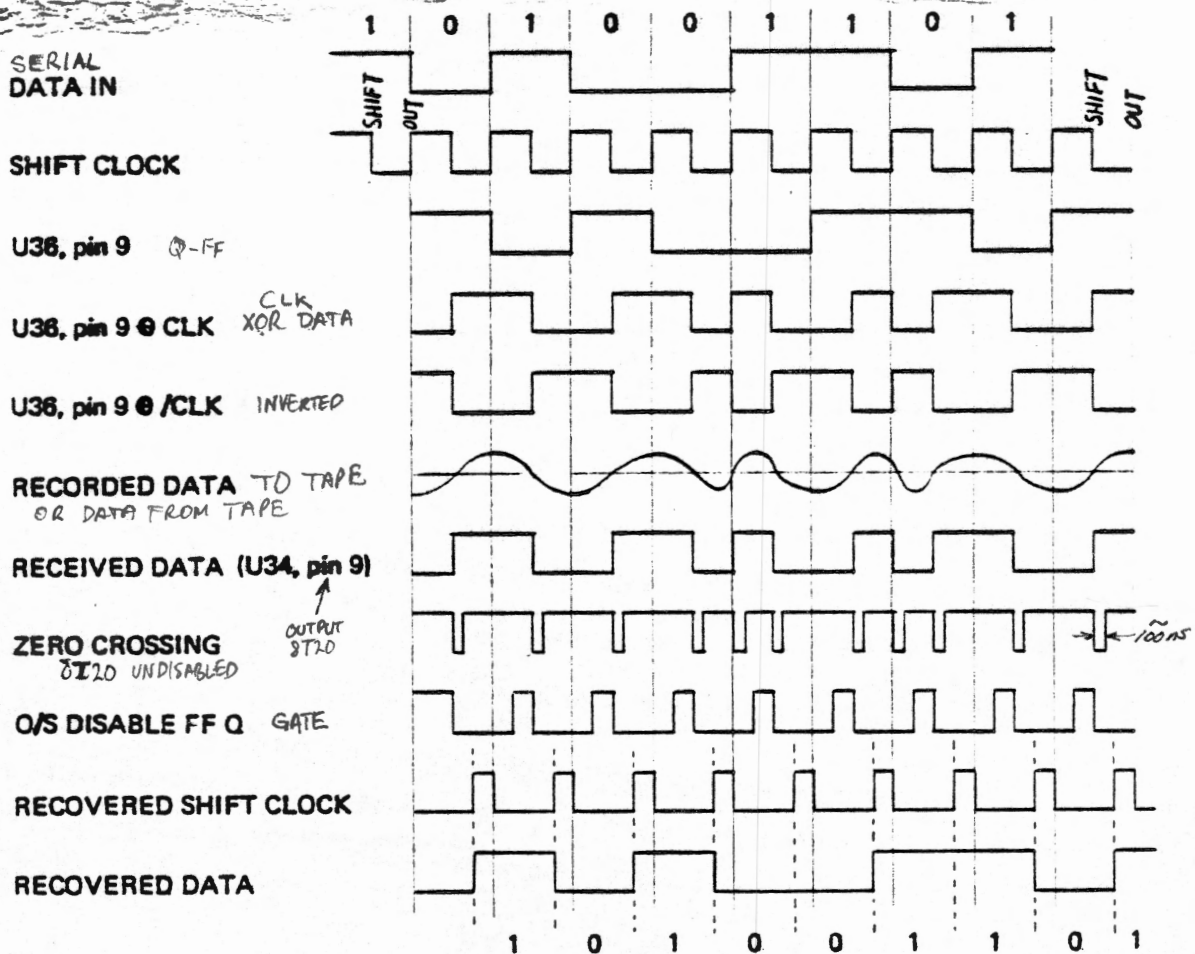 1 0 1 0 0 1 1 0 1
SERIAL
DATA IN
SHIFT
OUT
SHIFT
OUT
SHIFT CLOCK
U36, pin 9 Q-FF
U36, pin 9 ⊕ CLK CLK
XOR DATA
U36, pin 9 ⊕ /CLK INVERTED
RECORDED DATA TO TAPE
OR DATA FROM TAPE
RECEIVED DATA (U34, pin 9)
OUTPUT
8T20
ZERO CROSSING
8T20 UNDISABLED
~100 ns
O/S DISABLE FF Q GATE
RECOVERED SHIFT CLOCK
RECOVERED DATA
1 0 1 0 0 1 1 0 1